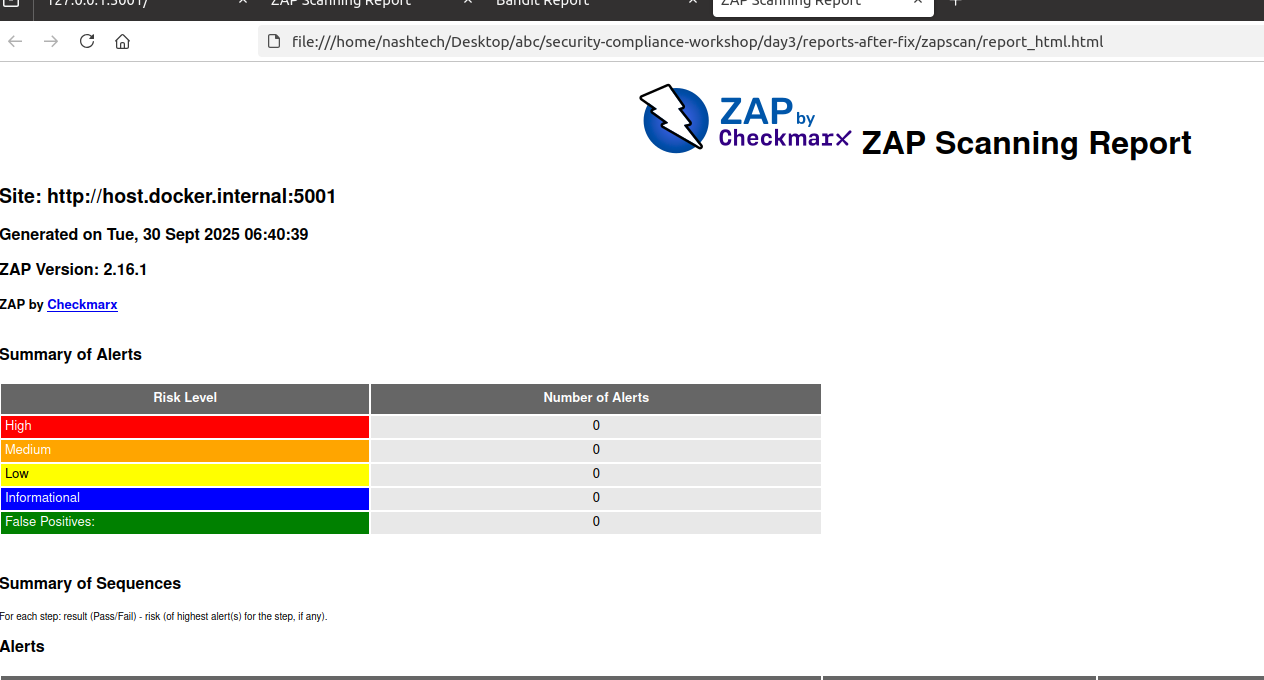 127.0.0.1:5001/
ZAP Scanning Report
Bandit Report
ZAP Scanning Report
file:///home/nashtech/Desktop/abc/security-compliance-workshop/day3/reports-after-fix/zapscan/report_html.html
ZAP by
Checkmarx
ZAP Scanning Report
Site: http://host.docker.internal:5001
Generated on Tue, 30 Sept 2025 06:40:39
ZAP Version: 2.16.1
ZAP by Checkmarx
Summary of Alerts
Risk Level Number of Alerts
High 0
Medium 0
Low 0
Informational 0
False Positives: 0
Summary of Sequences
For each step: result (Pass/Fail) - risk (of highest alert(s) for the step, if any).
Alerts